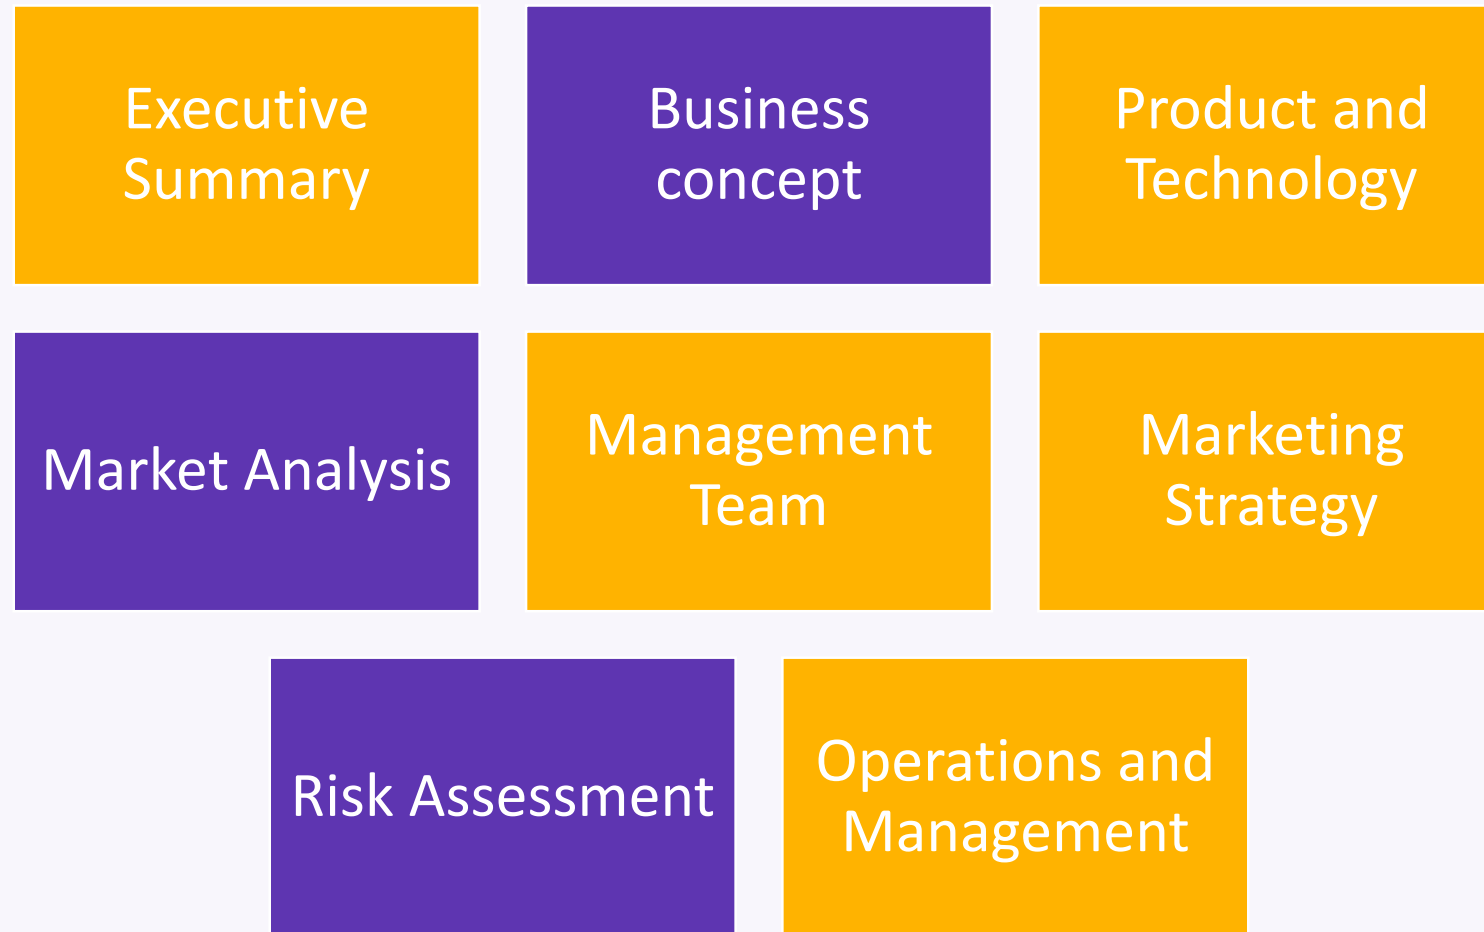 Executive
Summary
Business
concept
Product and
Technology
Market Analysis
Management
Team
Marketing
Strategy
Risk Assessment
Operations and
Management